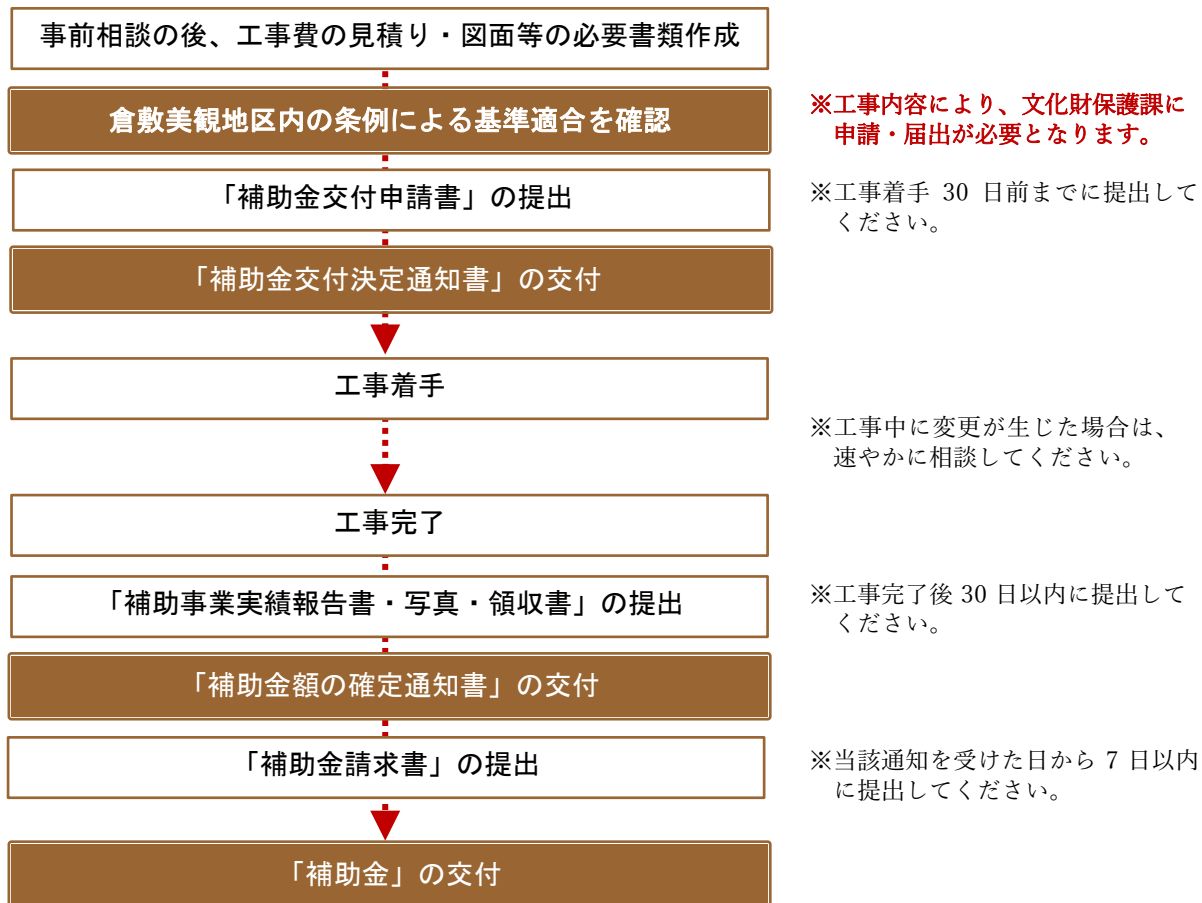 事前相談の後、工事費の見積り・図面等の必要書類作成
倉敷美観地区内の条例による基準適合を確認
※工事内容により、文化財保護課に
申請・届出が必要となります。
「補助金交付申請書」の提出
※工事着手 30 日前までに提出して
ください。
「補助金交付決定通知書」の交付
工事着手
※工事中に変更が生じた場合は、
速やかに相談してください。
工事完了
「補助事業実績報告書・写真・領収書」の提出
※工事完了後 30 日以内に提出して
ください。
「補助金額の確定通知書」の交付
「補助金請求書」の提出
※当該通知を受けた日から 7 日以内
に提出してください。
「補助金」の交付